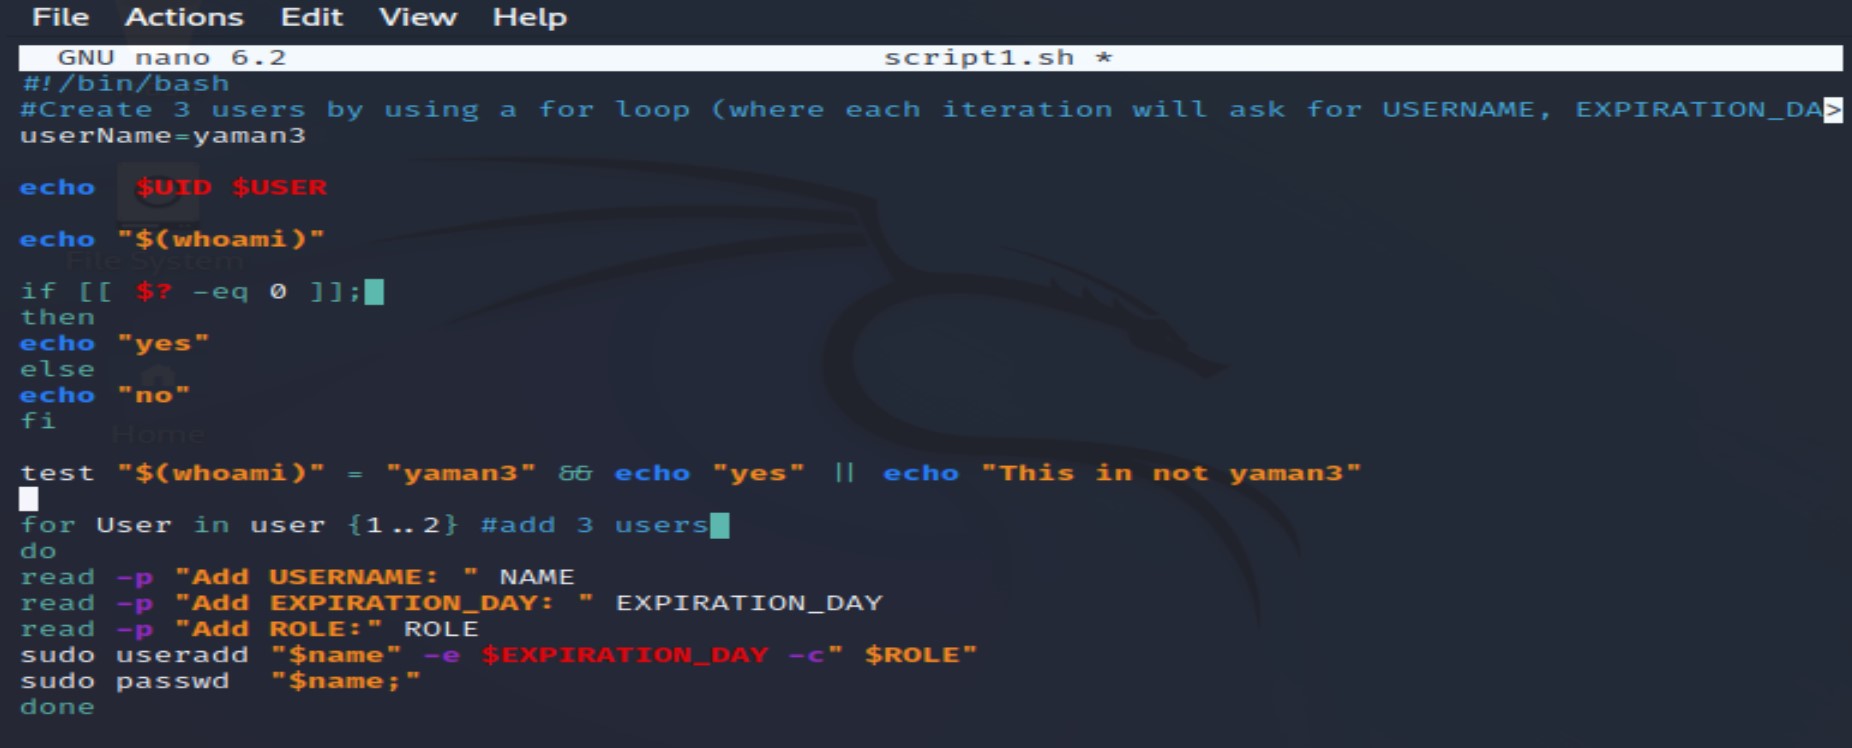 File Actions Edit View Help
GNU nano 6.2 script1.sh *
#!/bin/bash
#Create 3 users by using a for loop (where each iteration will ask for USERNAME, EXPIRATION_DA>
userName=yaman3
echo $UID $USER
echo "$(whoami)"
File System
if [[ $? -eq 0 ]];
then
echo "yes"
else
echo "no"
fi
Home
test "$(whoami)" = "yaman3" && echo "yes" || echo "This in not yaman3"
for User in user {1..2} #add 3 users
do
read -p "Add USERNAME: " NAME
read -p "Add EXPIRATION_DAY: " EXPIRATION_DAY
read -p "Add ROLE:" ROLE
sudo useradd "$name" -e $EXPIRATION_DAY -c" $ROLE"
sudo passwd "$name;"
done